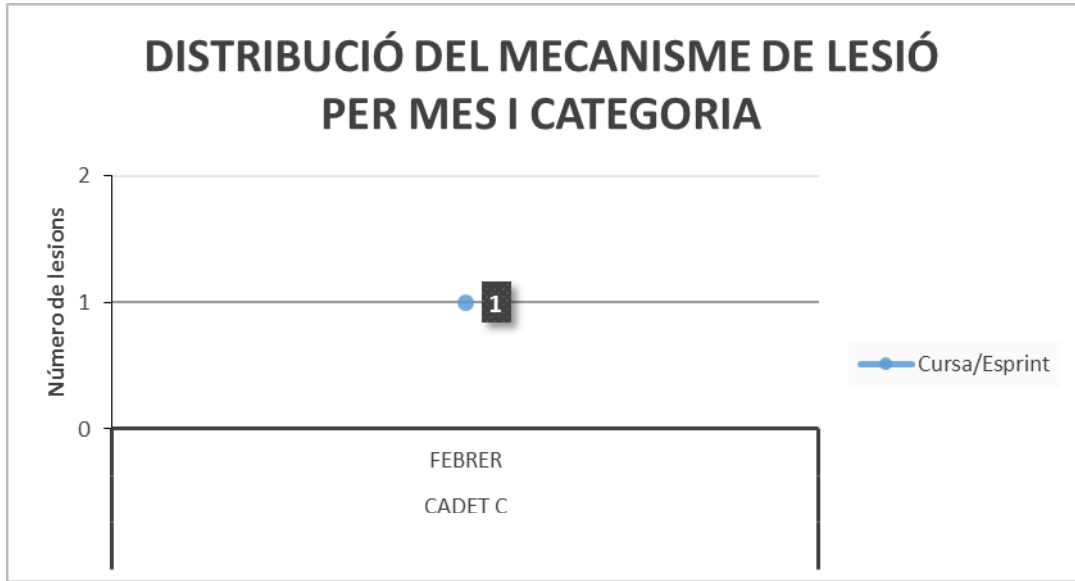 DISTRIBUCIÓ DEL MECANISME DE LESIÓ
PER MES I CATEGORIA
Número de lesions
2
1
0
1
Cursa/Esprint
FEBRER
CADET C